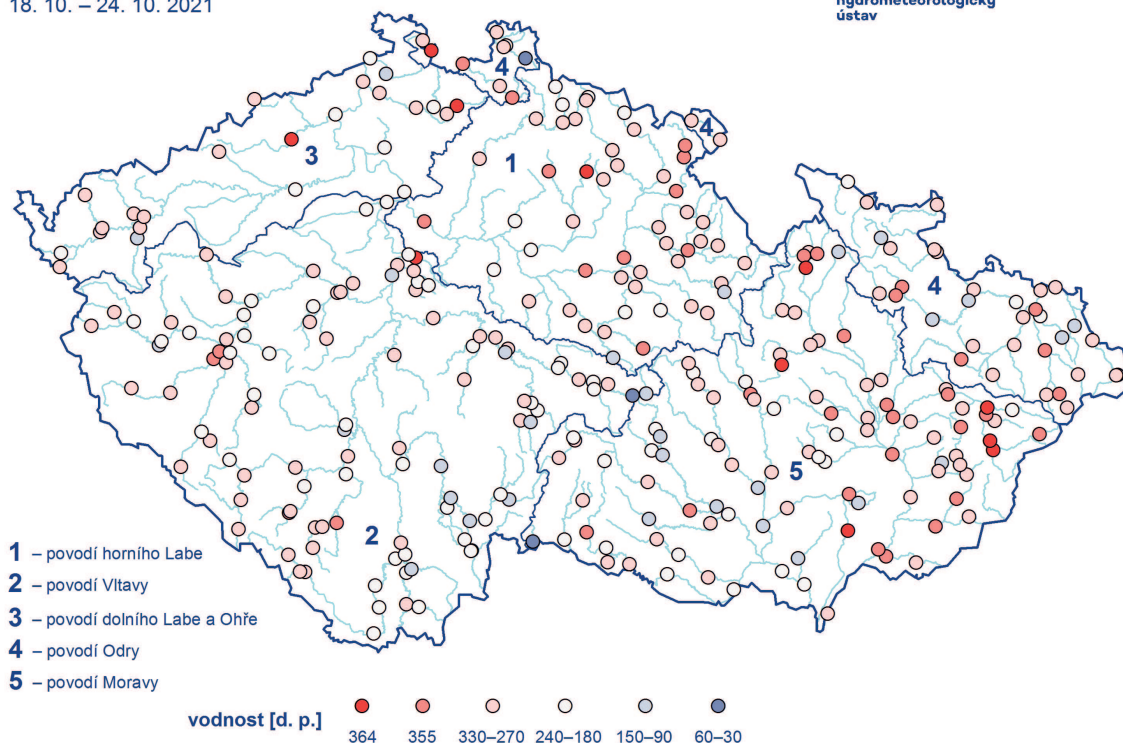 18. 10. – 24. 10. 2021
hydrometeorologický
ústav
4
4
3
1
4
5
2
1 – povodí horního Labe
2 – povodí Vltavy
3 – povodí dolního Labe a Ohře
4 – povodí Odry
5 – povodí Moravy
vodnost [d. p.]
364 355 330–270 240–180 150–90 60–30